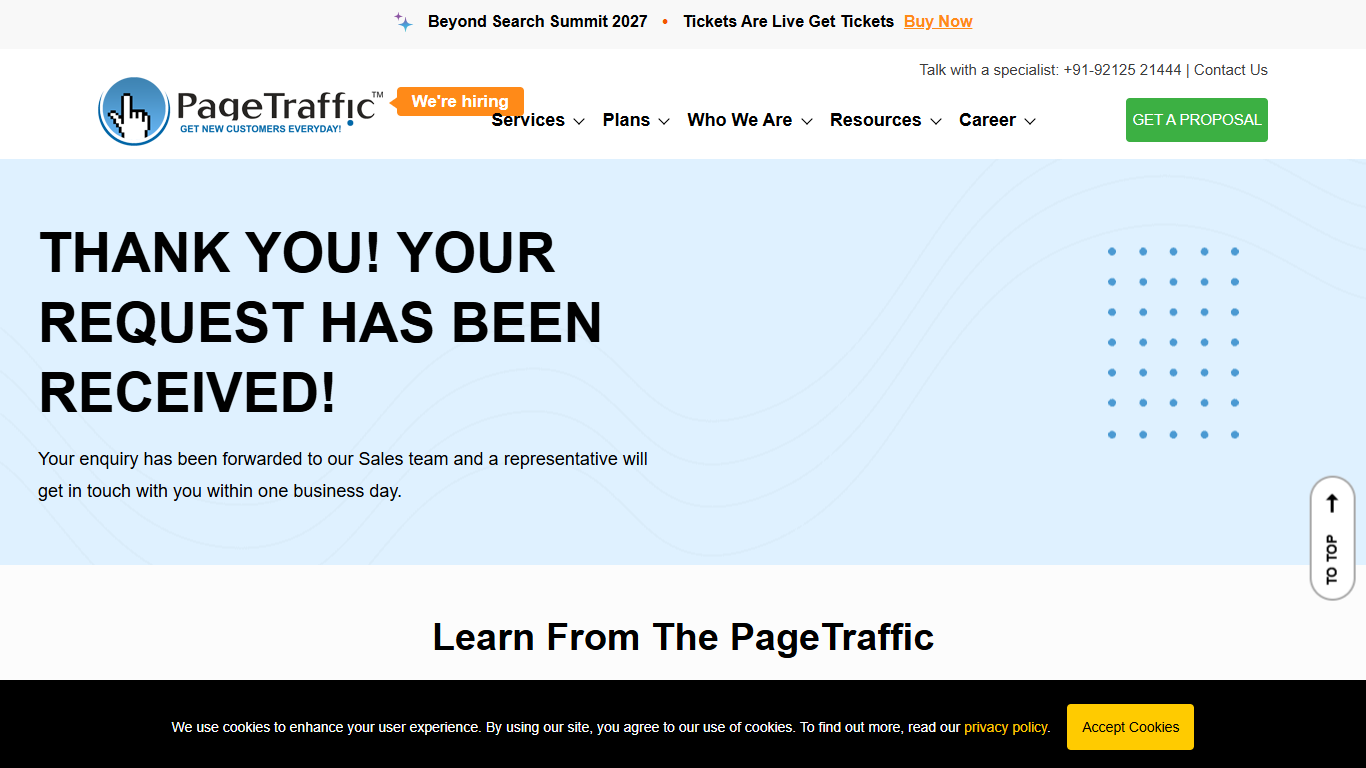 Beyond Search Summit 2027 • Tickets Are Live Get Tickets Buy Now
Talk with a specialist: +91-92125 21444 | Contact Us
PageTraffic™
GET NEW CUSTOMERS EVERYDAY!
We're hiring
Services Plans Who We Are Resources Career
GET A PROPOSAL
THANK YOU! YOUR
REQUEST HAS BEEN
RECEIVED!
Your enquiry has been forwarded to our Sales team and a representative will
get in touch with you within one business day.
TO TOP
Learn From The PageTraffic
We use cookies to enhance your user experience. By using our site, you agree to our use of cookies. To find out more, read our privacy policy.
Accept Cookies